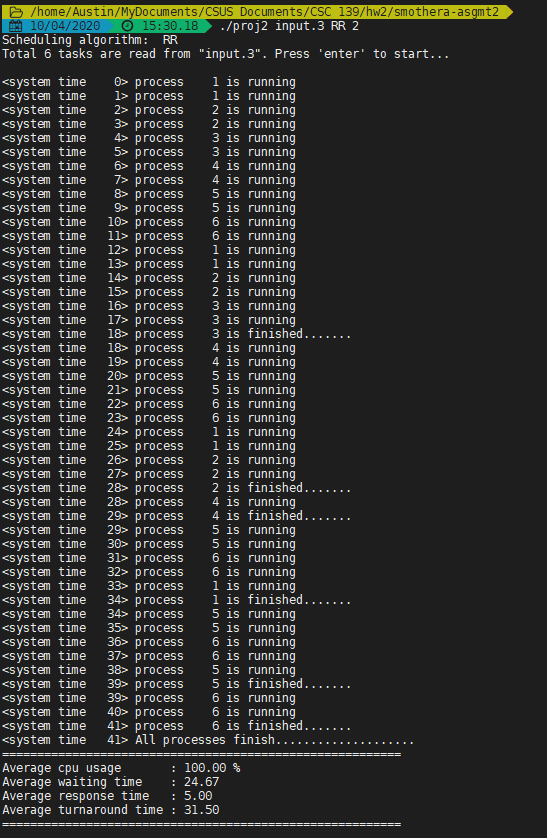 /home/Austin/MyDocuments/CSUS Documents/CSC 139/hw2/smothera-asgmt2
10/04/2020 15:30.18 ./proj2 input.3 RR 2
Scheduling algorithm:  RR
Total 6 tasks are read from "input.3". Press 'enter' to start...

<system time    0> process    1 is running
<system time    1> process    1 is running
<system time    2> process    2 is running
<system time    3> process    2 is running
<system time    4> process    3 is running
<system time    5> process    3 is running
<system time    6> process    4 is running
<system time    7> process    4 is running
<system time    8> process    5 is running
<system time    9> process    5 is running
<system time   10> process    6 is running
<system time   11> process    6 is running
<system time   12> process    1 is running
<system time   13> process    1 is running
<system time   14> process    2 is running
<system time   15> process    2 is running
<system time   16> process    3 is running
<system time   17> process    3 is running
<system time   18> process    3 is finished.......
<system time   18> process    4 is running
<system time   19> process    4 is running
<system time   20> process    5 is running
<system time   21> process    5 is running
<system time   22> process    6 is running
<system time   23> process    6 is running
<system time   24> process    1 is running
<system time   25> process    1 is running
<system time   26> process    2 is running
<system time   27> process    2 is running
<system time   28> process    2 is finished.......
<system time   28> process    4 is running
<system time   29> process    4 is finished.......
<system time   29> process    5 is running
<system time   30> process    5 is running
<system time   31> process    6 is running
<system time   32> process    6 is running
<system time   33> process    1 is running
<system time   34> process    1 is finished.......
<system time   34> process    5 is running
<system time   35> process    5 is running
<system time   36> process    6 is running
<system time   37> process    6 is running
<system time   38> process    5 is running
<system time   39> process    5 is finished.......
<system time   39> process    6 is running
<system time   40> process    6 is running
<system time   41> process    6 is finished.......
<system time   41> All processes finish....................
=========================================================
Average cpu usage       : 100.00 %
Average waiting time    : 24.67
Average response time   : 5.00
Average turnaround time : 31.50
=========================================================